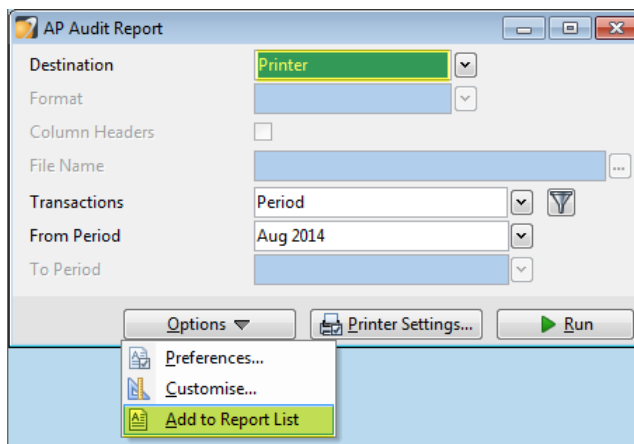 AP Audit Report
Destination Printer
Format
Column Headers
File Name ...
Transactions Period
From Period Aug 2014
To Period
Options Printer Settings... Run
Preferences...
Customise...
Add to Report List